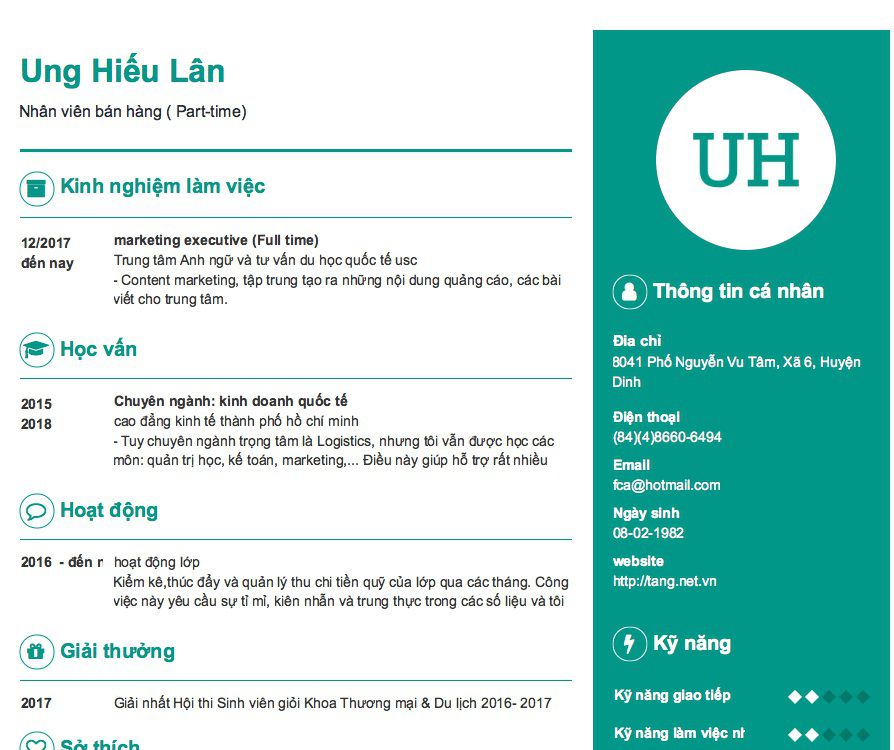 Ung Hiếu Lân
Nhân viên bán hàng ( Part-time)
Kinh nghiệm làm việc
12/2017
đến nay
marketing executive (Full time)
Trung tâm Anh ngữ và tư vấn du học quốc tế usc
- Content marketing, tập trung tạo ra những nội dung quảng cáo, các bài
viết cho trung tâm.
Học vấn
2015
2018
Chuyên ngành: kinh doanh quốc tế
cao đẳng kinh tế thành phố hồ chí minh
- Tuy chuyên ngành trọng tâm là Logistics, nhưng tôi vẫn được học các
môn: quản trị học, kế toán, marketing,... Điều này giúp hỗ trợ rất nhiều
Hoạt động
2016 - đến n
hoạt động lớp
Kiểm kê,thúc đẩy và quản lý thu chi tiền quỹ của lớp qua các tháng. Công
việc này yêu cầu sự tỉ mỉ, kiên nhẫn và trung thực trong các số liệu và tôi
Giải thưởng
2017
Giải nhất Hội thi Sinh viên giỏi Khoa Thương mại & Du lịch 2016- 2017
Sở thích
UH
Thông tin cá nhân
Địa chỉ
8041 Phố Nguyễn Vu Tâm, Xã 6, Huyện
Dinh
Điện thoại
(84)(4)8660-6494
Email
fca@hotmail.com
Ngày sinh
08-02-1982
website
http://tang.net.vn
Kỹ năng
Kỹ năng giao tiếp
Kỹ năng làm việc nh